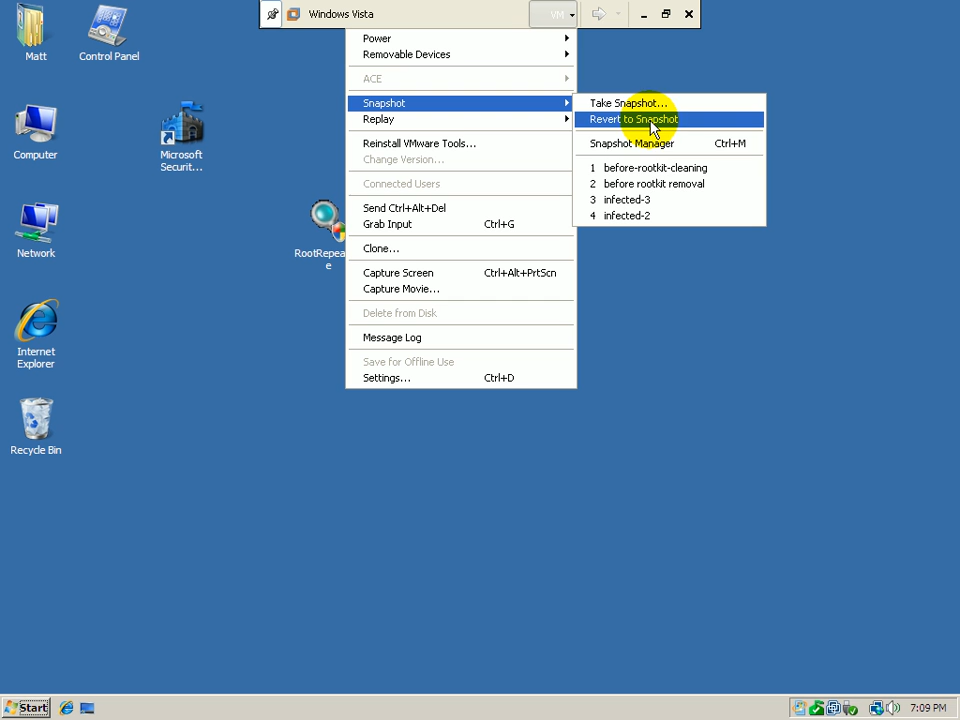 Windows Vista
VM
Matt
Control Panel
Power
Removable Devices
ACE
Snapshot
Replay
Reinstall VMware Tools...
Change Version...
Connected Users
Send Ctrl+Alt+Del
Grab Input Ctrl+G
Clone...
Capture Screen Ctrl+Alt+PrtScn
Capture Movie...
Delete from Disk
Message Log
Save for Offline Use
Settings... Ctrl+D
Take Snapshot...
Revert to Snapshot
Snapshot Manager Ctrl+M
1 before-rootkit-cleaning
2 before rootkit removal
3 infected-3
4 infected-2
Computer
Microsoft
Securit...
Network
RootRepea
e
Internet
Explorer
Recycle Bin
Start
7:09 PM